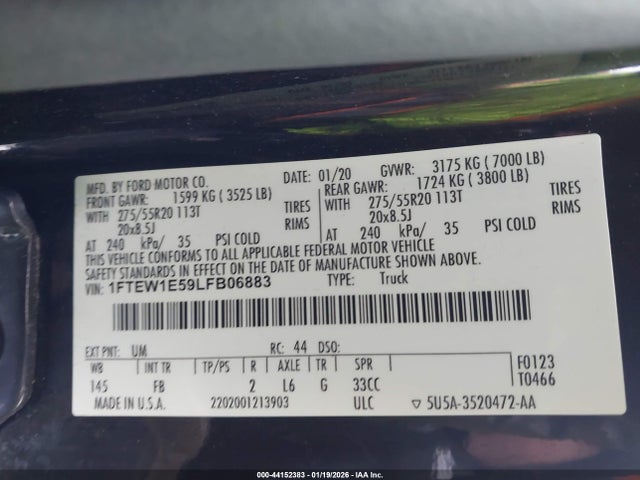 MFD. BY FORD MOTOR CO.
DATE: 01/20 GVWR: 3175 KG ( 7000 LB)
FRONT GAWR: 1599 KG ( 3525 LB)
REAR GAWR: 1724 KG ( 3800 LB)
WITH 275/55R20 113T TIRES
WITH 275/55R20 113T TIRES
20x8.5J RIMS
20x8.5J RIMS
AT 240 kPa/ 35 PSI COLD
AT 240 kPa/ 35 PSI COLD
THIS VEHICLE CONFORMS TO ALL APPLICABLE FEDERAL MOTOR VEHICLE
SAFETY STANDARDS IN EFFECT ON THE DATE OF MANUFACTURE SHOWN ABOVE.
VIN: 1FTEW1E59LFB06883 TYPE: Truck
EXT PNT: UM RC: 44 DSO:
WB INT TR TP/PS R AXLE TR SPR F0123
145 FB 2 L6 G 33CC T0466
MADE IN U.S.A. 2202001213903 ULC ▽ 5U5A-3520472-AA
000-44152383 - 01/19/2026 - IAA Inc.